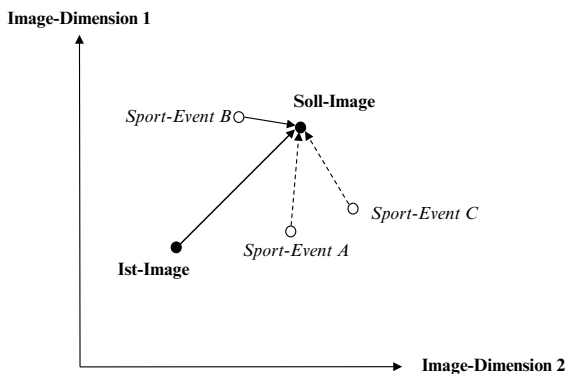 Image-Dimension 1
Soll-Image
Sport-Event B
Sport-Event C
Sport-Event A
Ist-Image
Image-Dimension 2